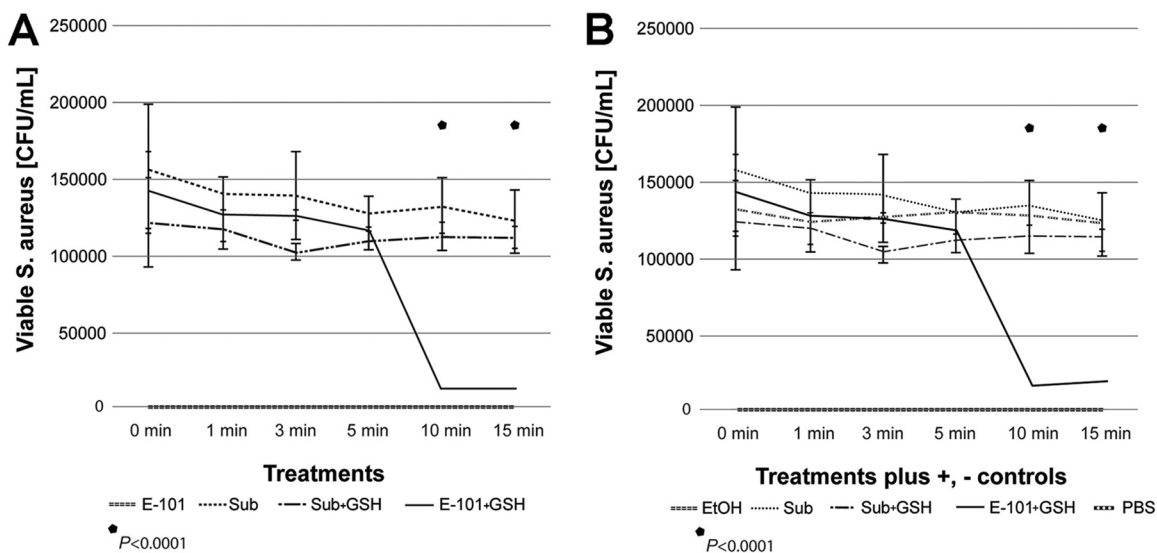 A
Viable S. aureus [CFU/mL]
250000
200000
150000
100000
50000
0
0 min 1 min 3 min 5 min 10 min 15 min
Treatments
E-101 Sub Sub+GSH E-101+GSH
P<0.0001
B
Viable S. aureus [CFU/mL]
250000
200000
150000
100000
50000
0
0 min 1 min 3 min 5 min 10 min 15 min
Treatments plus +, - controls
EtOH Sub Sub+GSH E-101+GSH PBS
P<0.0001